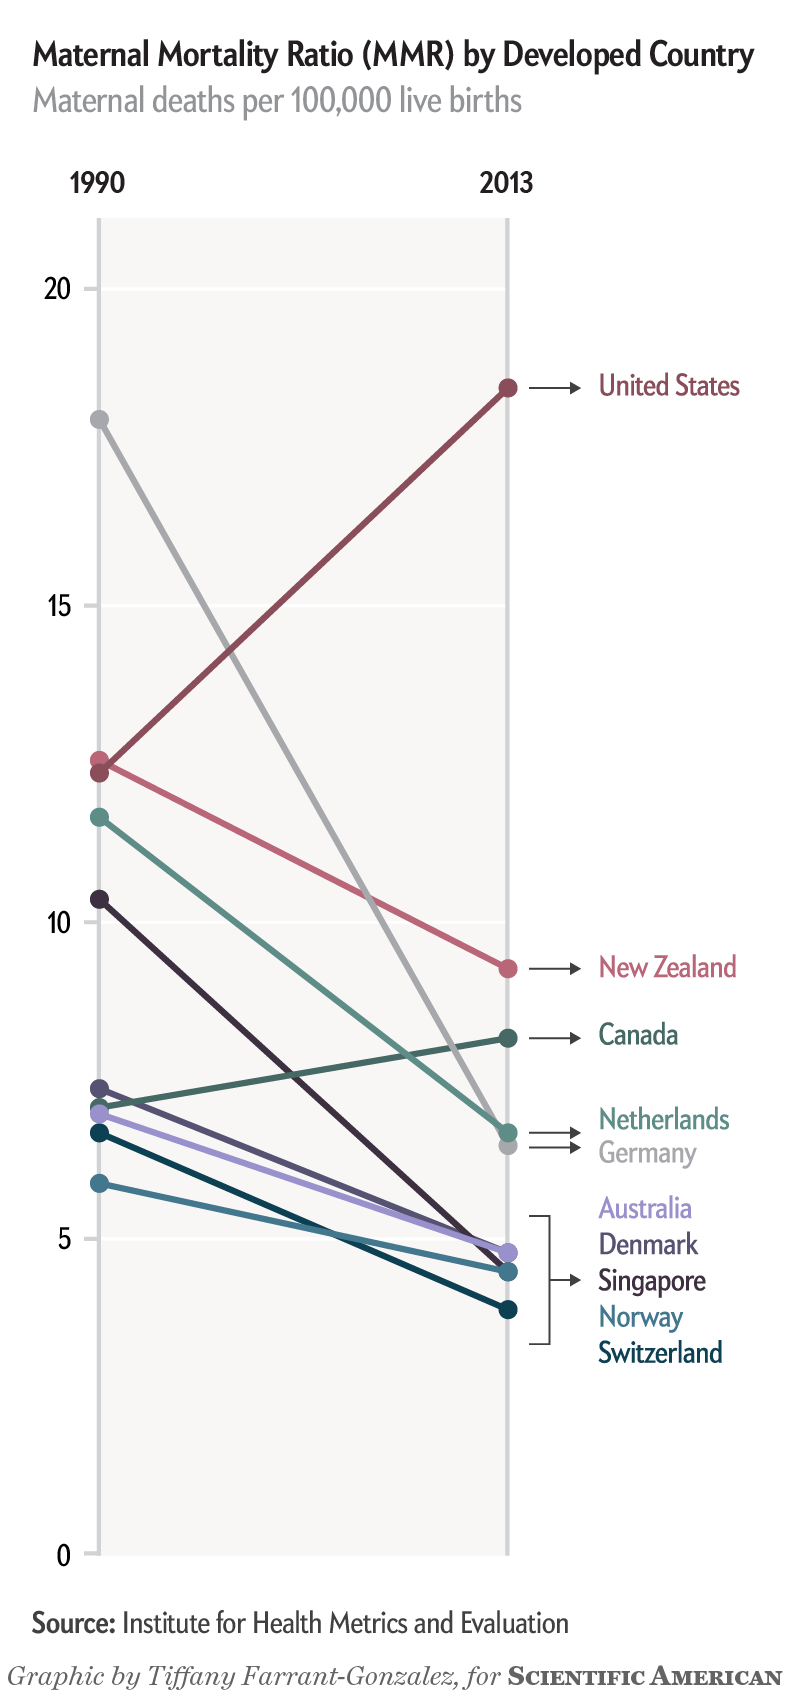 Maternal Mortality Ratio (MMR) by Developed Country
Maternal deaths per 100,000 live births
1990 2013
20
United States
15
10
New Zealand
Canada
Netherlands
Germany
Australia
5
Denmark
Singapore
Norway
Switzerland
0
Source: Institute for Health Metrics and Evaluation
Graphic by Tiffany Farrant-Gonzalez, for SCIENTIFIC AMERICAN